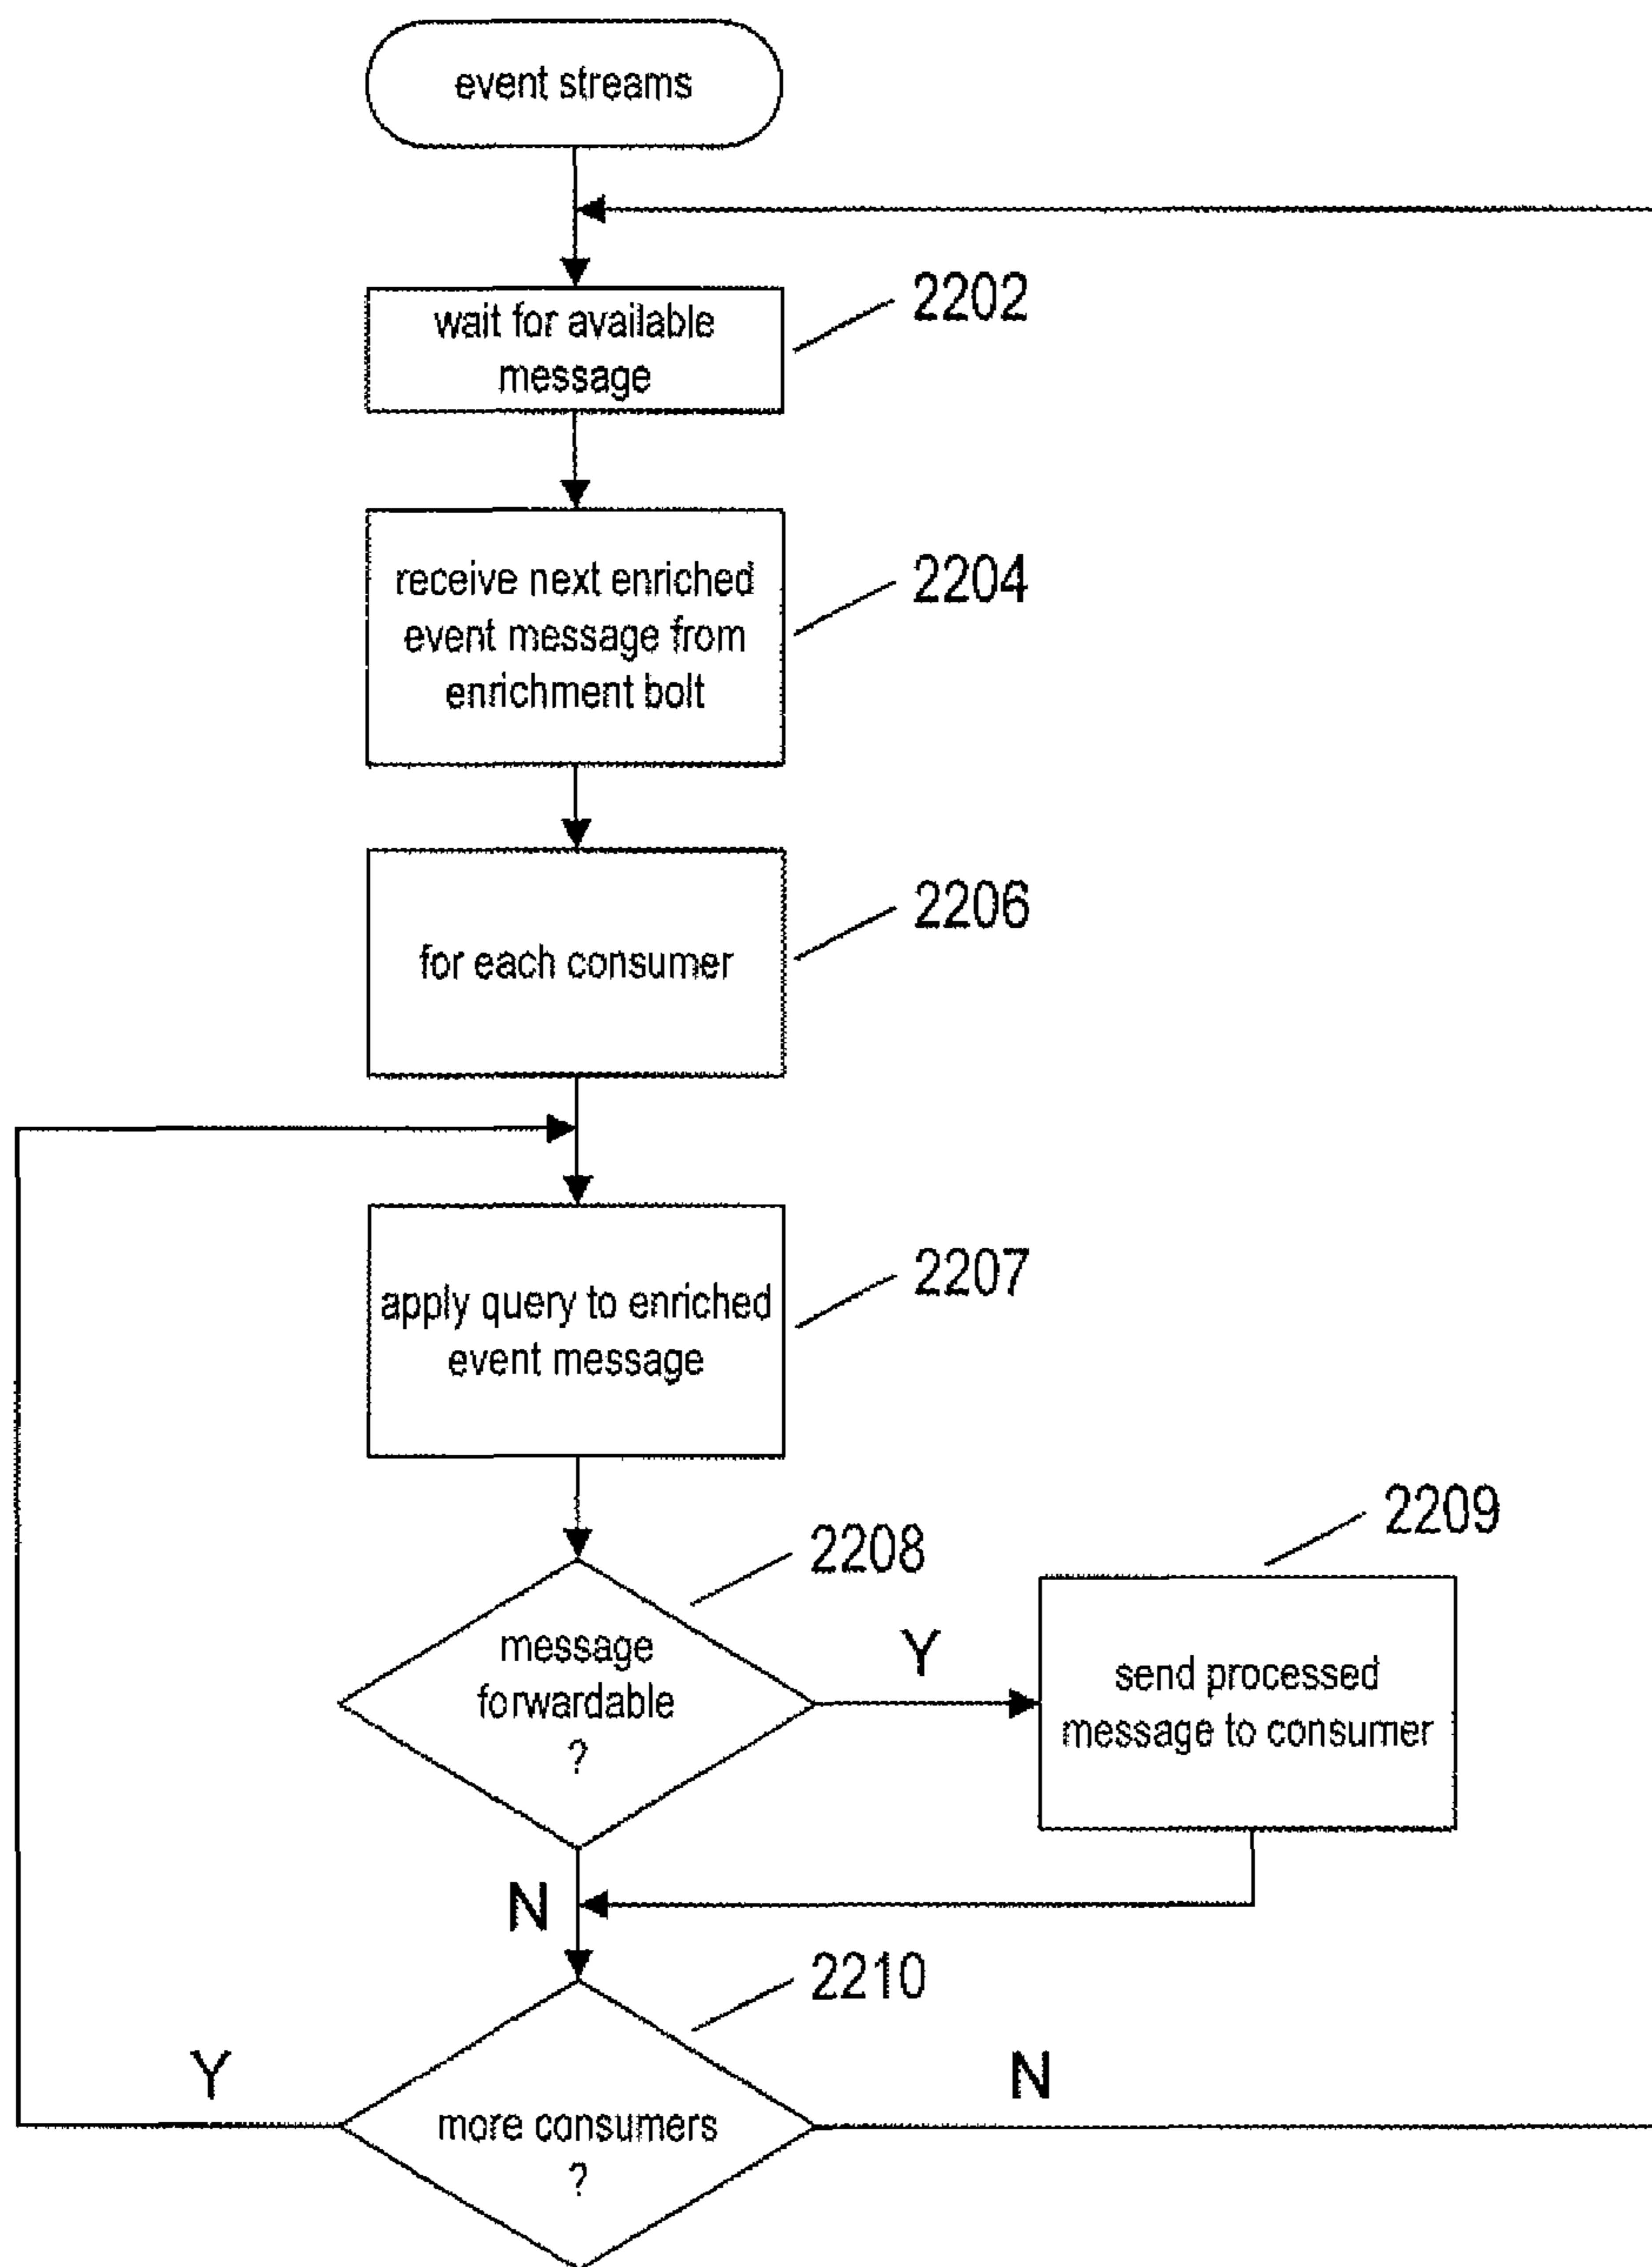 event streams
wait for available
message
2202
receive next enriched
event message from
enrichment bolt
2204
for each consumer
2206
apply query to enriched
event message
2207
message
forwardable
?
2208
Y
send processed
message to consumer
2209
N
more consumers
?
2210
Y
N